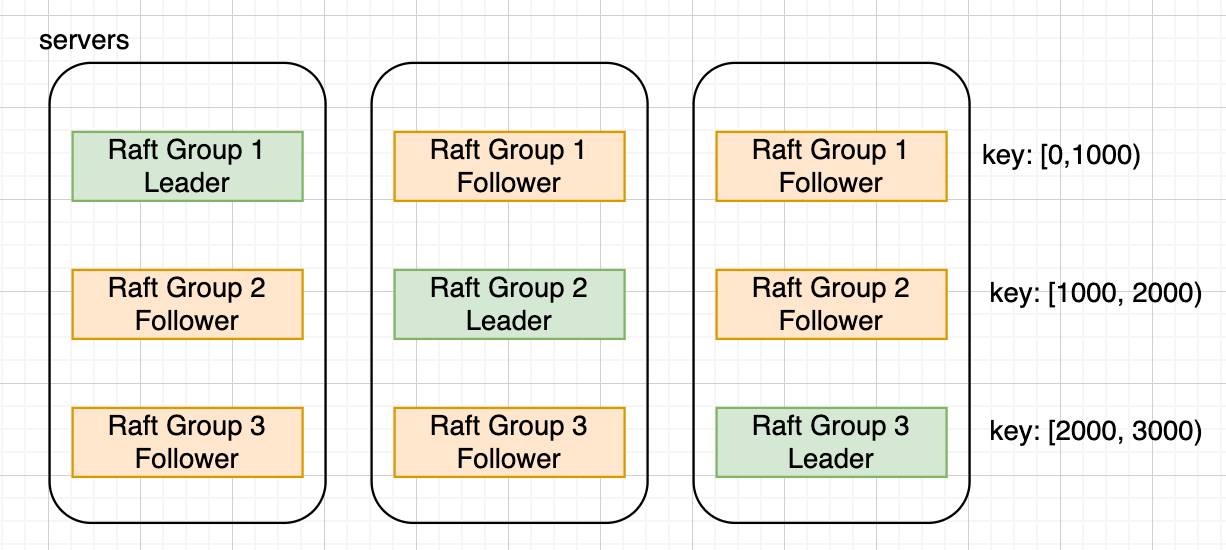 servers
Raft Group 1
Leader
Raft Group 1
Follower
Raft Group 1
Follower
key: [0,1000)
Raft Group 2
Follower
Raft Group 2
Leader
Raft Group 2
Follower
key: [1000, 2000)
Raft Group 3
Follower
Raft Group 3
Follower
Raft Group 3
Leader
key: [2000, 3000)